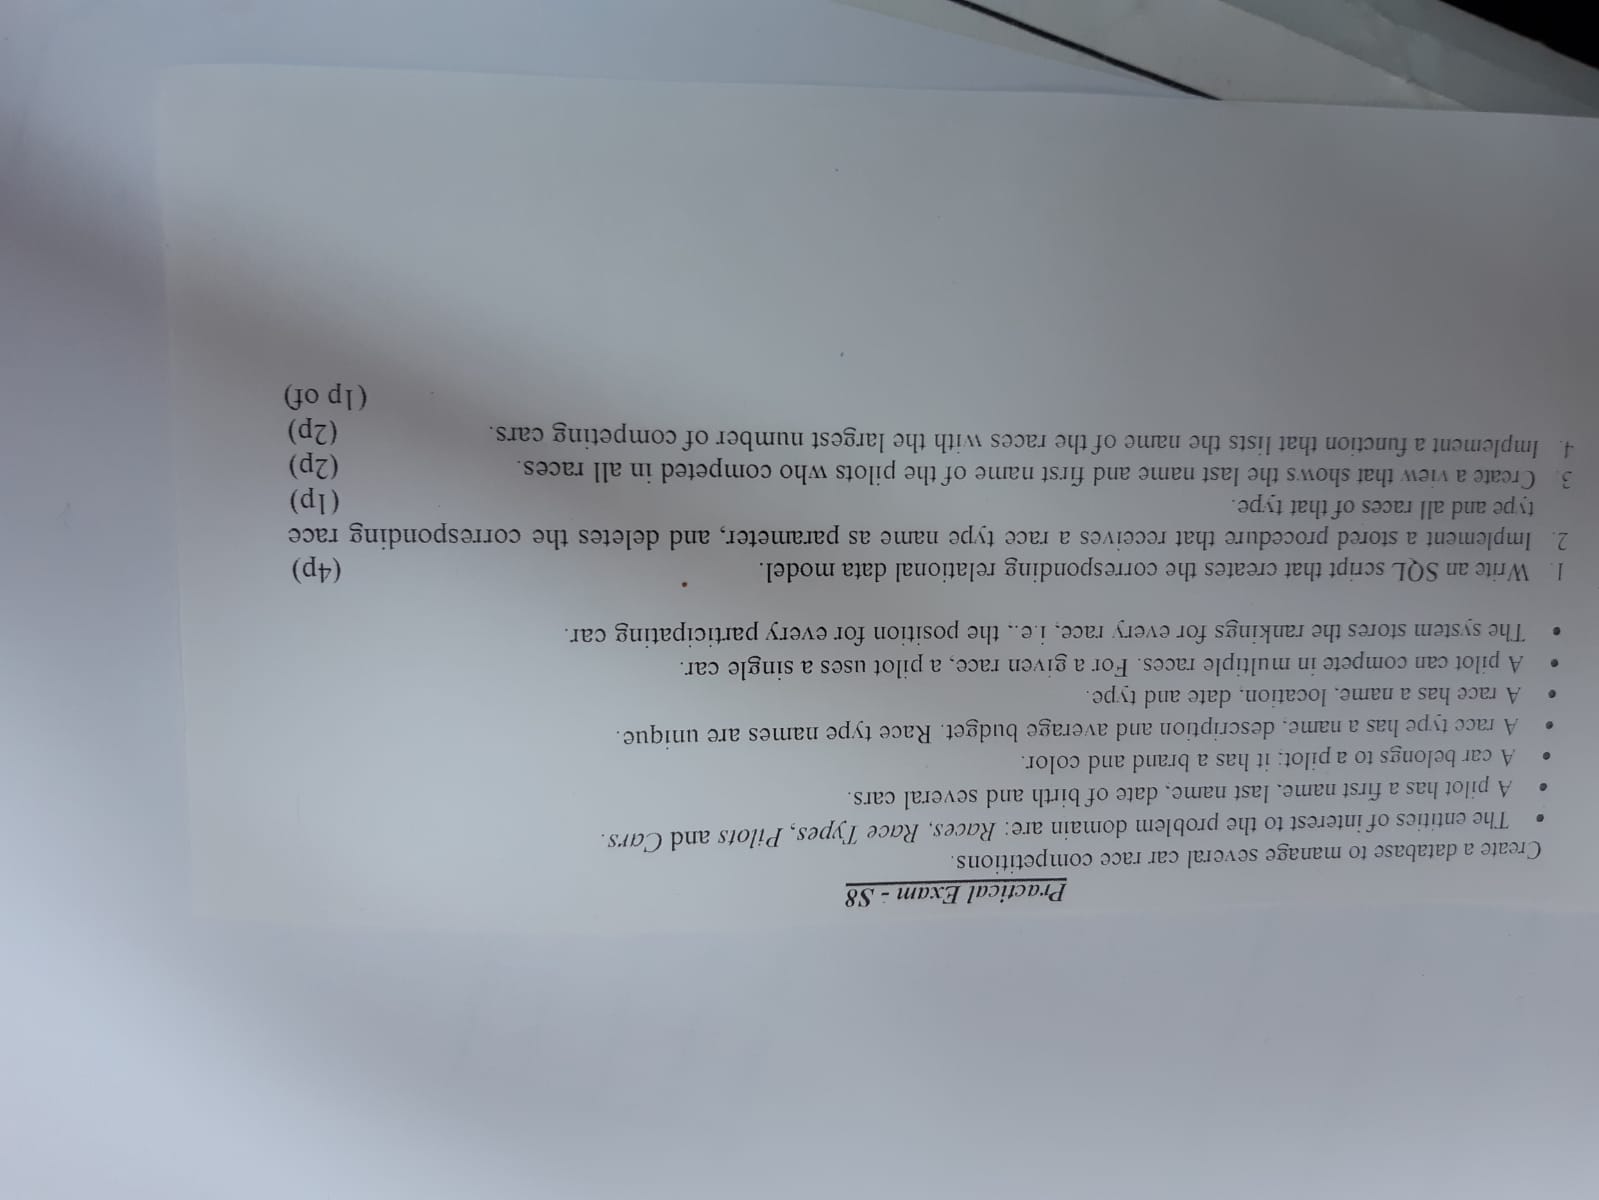 Practical Exam - S8
Create a database to manage several car race competitions.
• The entities of interest to the problem domain are: Races, Race Types, Pilots and Cars.
• A pilot has a first name, last name, date of birth and several cars.
• A car belongs to a pilot; it has a brand and color.
• A race type has a name, description and average budget. Race type names are unique.
• A race has a name, location, date and type.
• A pilot can compete in multiple races. For a given race, a pilot uses a single car.
• The system stores the rankings for every race, i.e., the position for every participating car.
1. Write an SQL script that creates the corresponding relational data model. (4p)
2. Implement a stored procedure that receives a race type name as parameter, and deletes the corresponding race
type and all races of that type. (1p)
3. Create a view that shows the last name and first name of the pilots who competed in all races. (2p)
4. Implement a function that lists the name of the races with the largest number of competing cars. (2p)
(1p of)